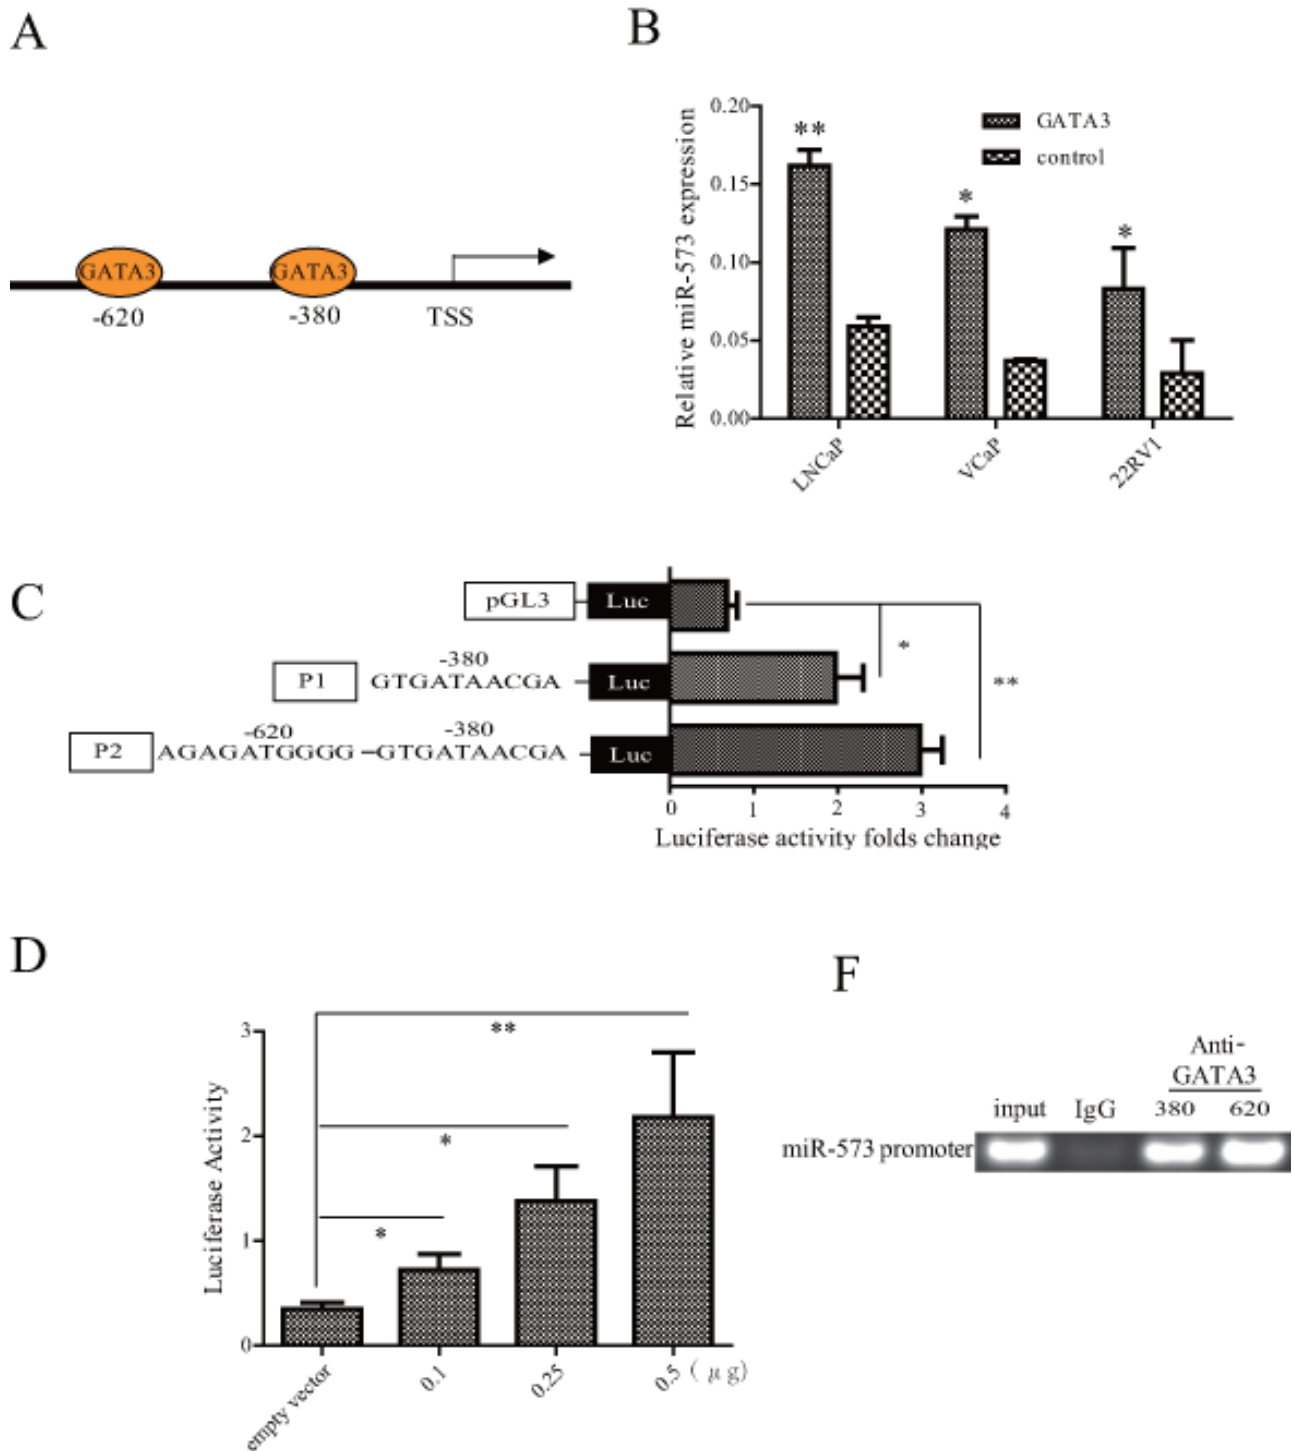 A
GATA3 GATA3
-620 -380 TSS
B
Relative miR-573 expression
0.20
0.15
0.10
0.05
0.00
** * *
GATA3
control
LNCaP VCaP 22RV1
C
pGL3 Luc
-380
P1 GTGATAACGA Luc
-620 -380
P2 AGAGATGGGG -GTGATAACGA Luc
*
**
0 1 2 3 4
Luciferase activity folds change
D
Luciferase Activity
3
2
1
0
**
*
*
empty vector 0.1 0.25 0.5 ( μg)
F
Anti-
GATA3
input IgG 380 620
miR-573 promoter